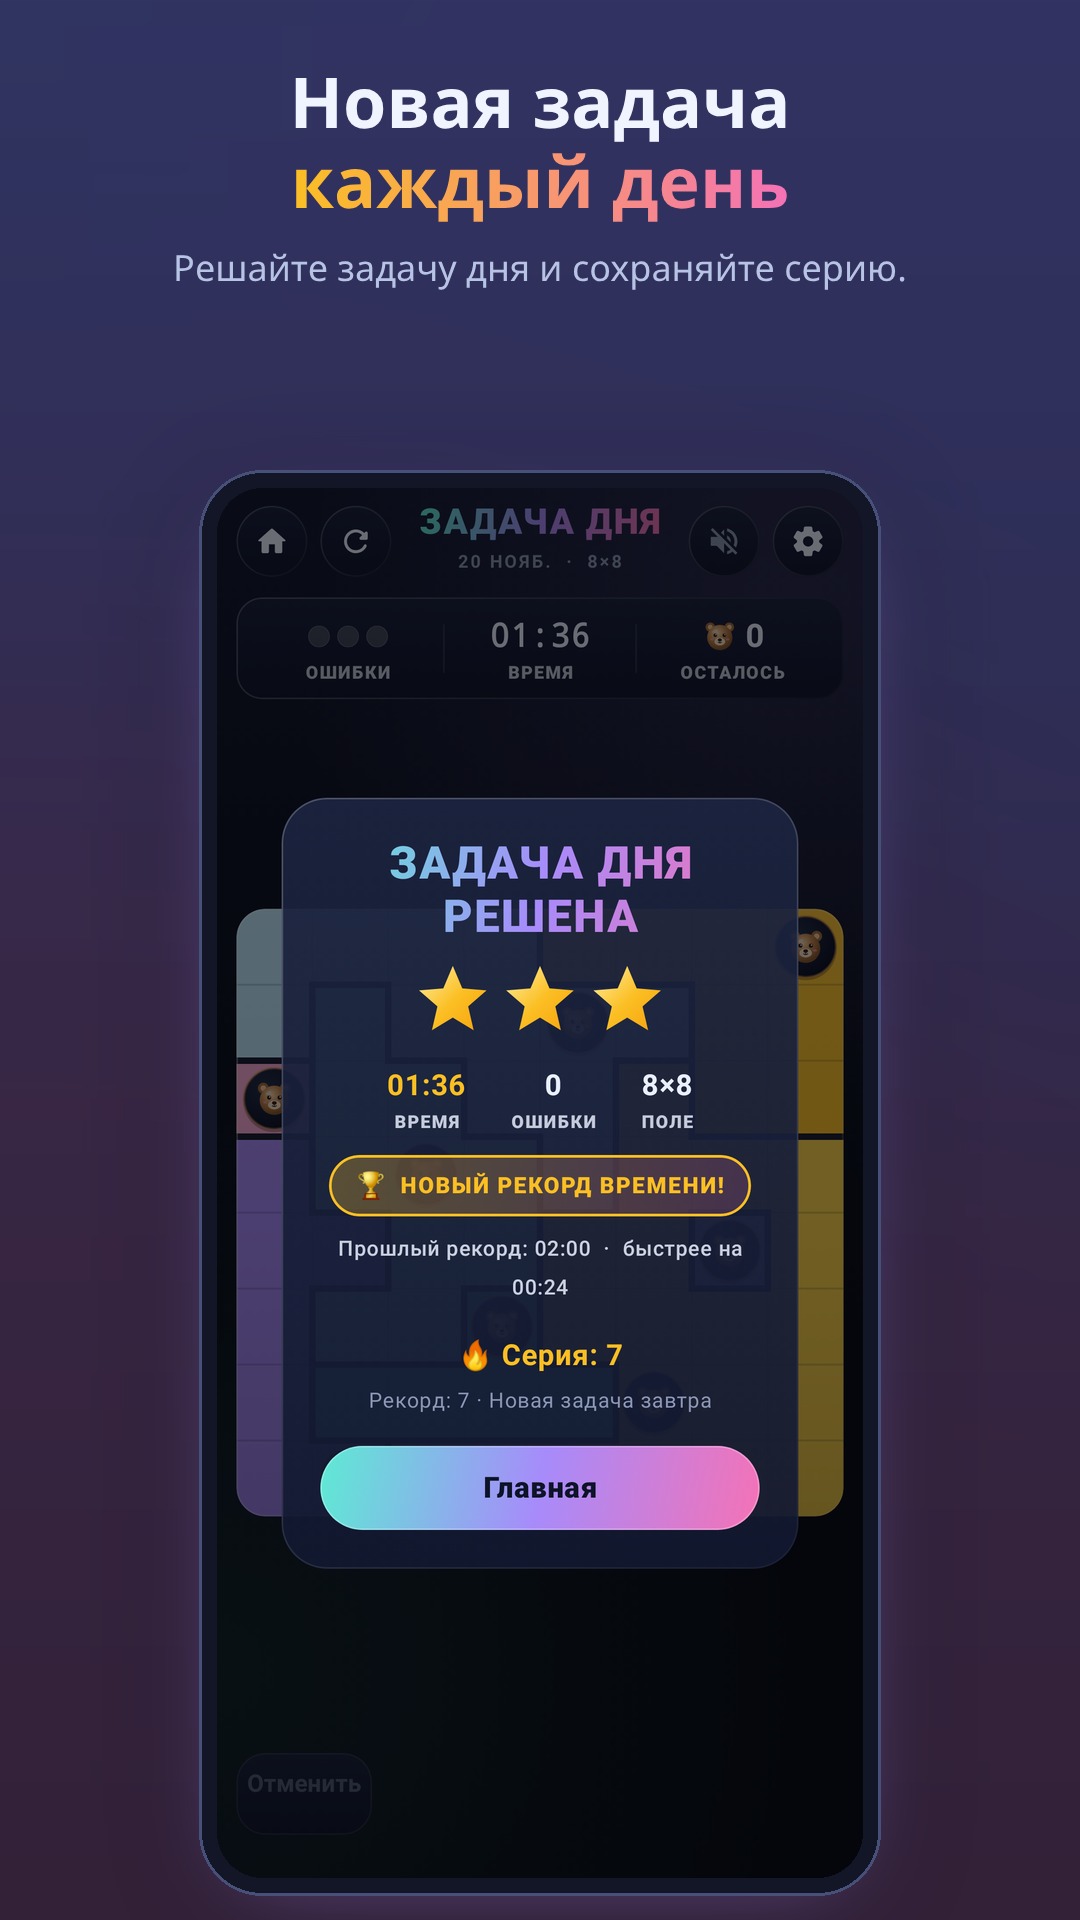 Новая задача
каждый день
Решайте задачу дня и сохраняйте серию.
ЗАДАЧА ДНЯ
20 НОЯБ. · 8×8
01:36
0
ОШИБКИ
ВРЕМЯ
ОСТАЛОСЬ
ЗАДАЧА ДНЯ
РЕШЕНА
01:36
0
8×8
ВРЕМЯ
ОШИБКИ
ПОЛЕ
НОВЫЙ РЕКОРД ВРЕМЕНИ!
Прошлый рекорд: 02:00 · быстрее на
00:24
Серия: 7
Рекорд: 7 · Новая задача завтра
Главная
Отменить